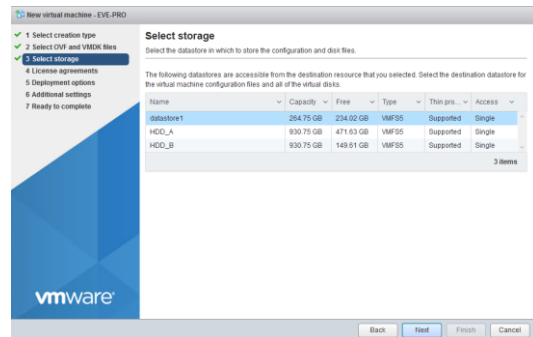 New virtual machine - EVE-PRO
1 Select creation type
2 Select OVF and VMDK files
3 Select storage
4 License agreements
5 Deployment options
6 Additional settings
7 Ready to complete
vmware
Select storage
Select the datastore in which to store the configuration and disk files.
The following datastores are accessible from the destination resource that you selected. Select the destination datastore for
the virtual machine configuration files and all of the virtual disks.
Name Capacity Free Type Thin pro... Access
datastore1 264.75 GB 234.02 GB VMFS5 Supported Single
HDD_A 930.75 GB 471.63 GB VMFS5 Supported Single
HDD_B 930.75 GB 149.61 GB VMFS5 Supported Single
3 items
Back Next Finish Cancel